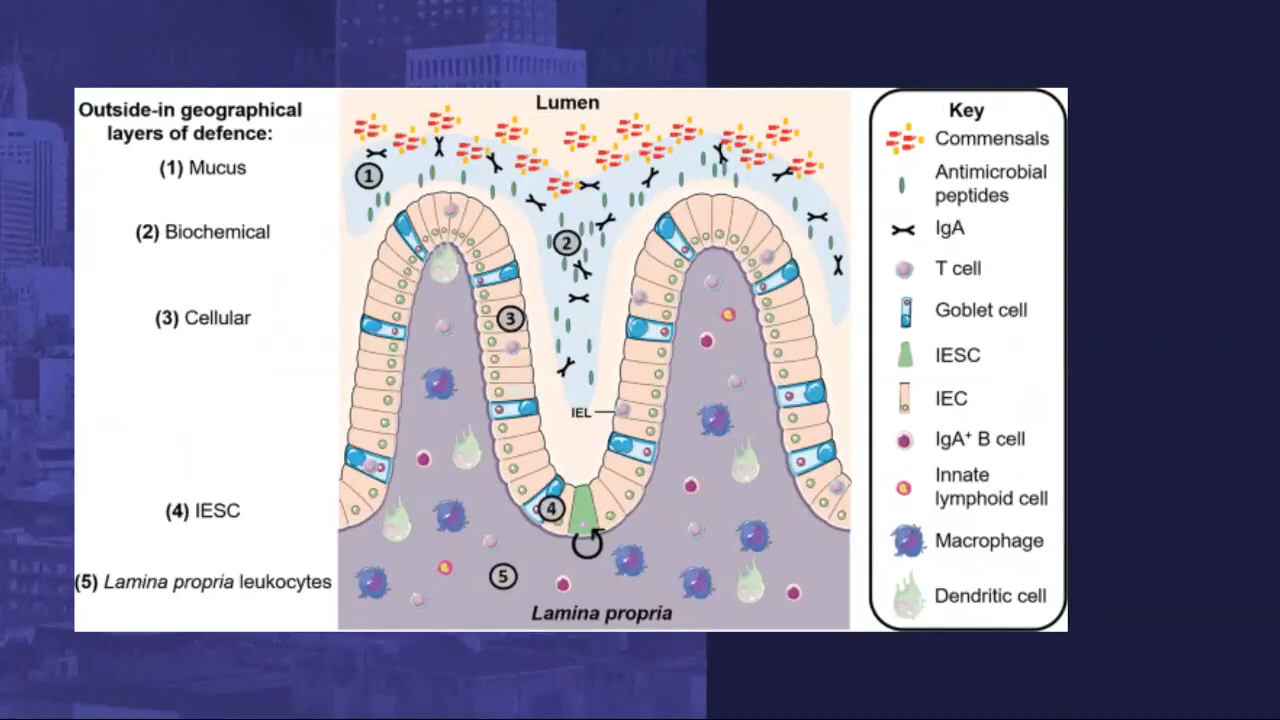 Outside-in geographical
layers of defence:
(1) Mucus
(2) Biochemical
(3) Cellular
(4) IESC
(5) Lamina propria leukocytes
Lumen
1
2
3
IEL
4
5
Lamina propria
Key
Commensals
Antimicrobial
peptides
IgA
T cell
Goblet cell
IESC
IEC
IgA⁺ B cell
Innate
lymphoid cell
Macrophage
Dendritic cell